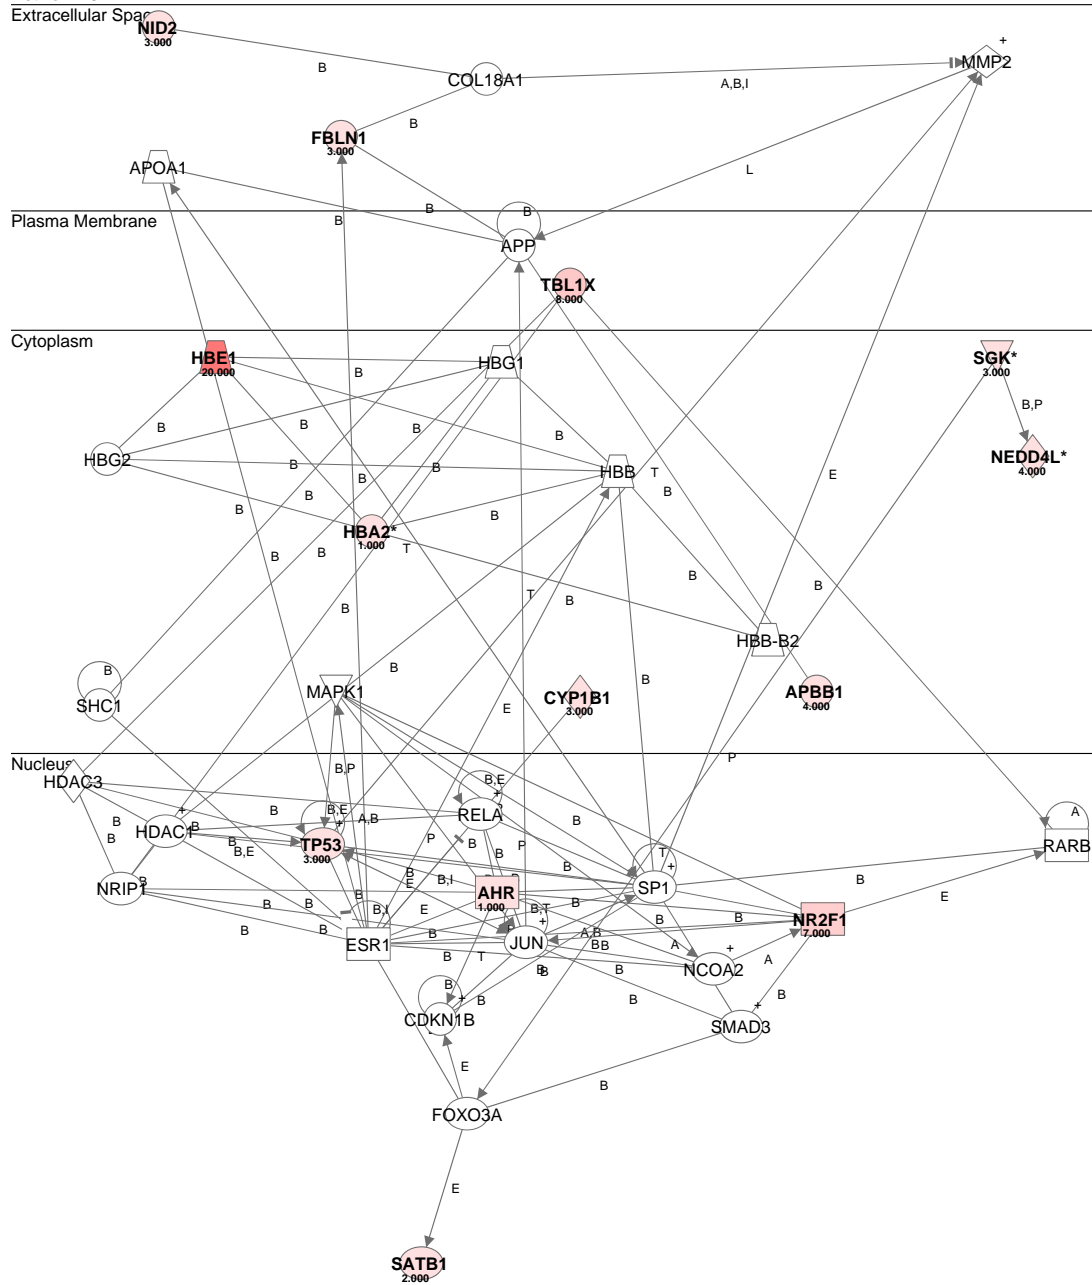 Extracellular Spac
NID2
3.000
B
COL18A1
+
MMP2
A,B,I
B
FBLN1
3.000
APOA1
L
B
B
Plasma Membrane
B
APP
TBL1X
8.000
Cytoplasm
HBE1
20.000
HBG1
SGK*
3.000
B
B,P
B
B
B
B
HBG2
NEDD4L*
4.000
B
B
HBB
T
B
E
B
B
B
B
HBA2*
1.000
T
B
B
B
B
B
T
B
B
HBB-B2
B
B
SHC1
MAPK1
CYP1B1
3.000
B
APBB1
4.000
E
P
Nucleus
HDAC3
B,P
B,E
+
RELA
B
B,E
+
A,B
B
B
HDAC1
+
B
B
TP53
3.000
P
B
P
T
A
RARB
B
B
B,E
B
B
+
NRIP1
B
B
E
B,I
AHR
1.000
SP1
B
B
E
B,I
E
B,T
+
B
B
NR2F1
7.000
E
B
B
B
B
ESR1
B
JUN
A,B
BB
A
+
A
B
T
B
NCOA2
B
B
+
B
B
+
SMAD3
CDKN1B
E
B
FOXO3A
E
SATB1
2.000